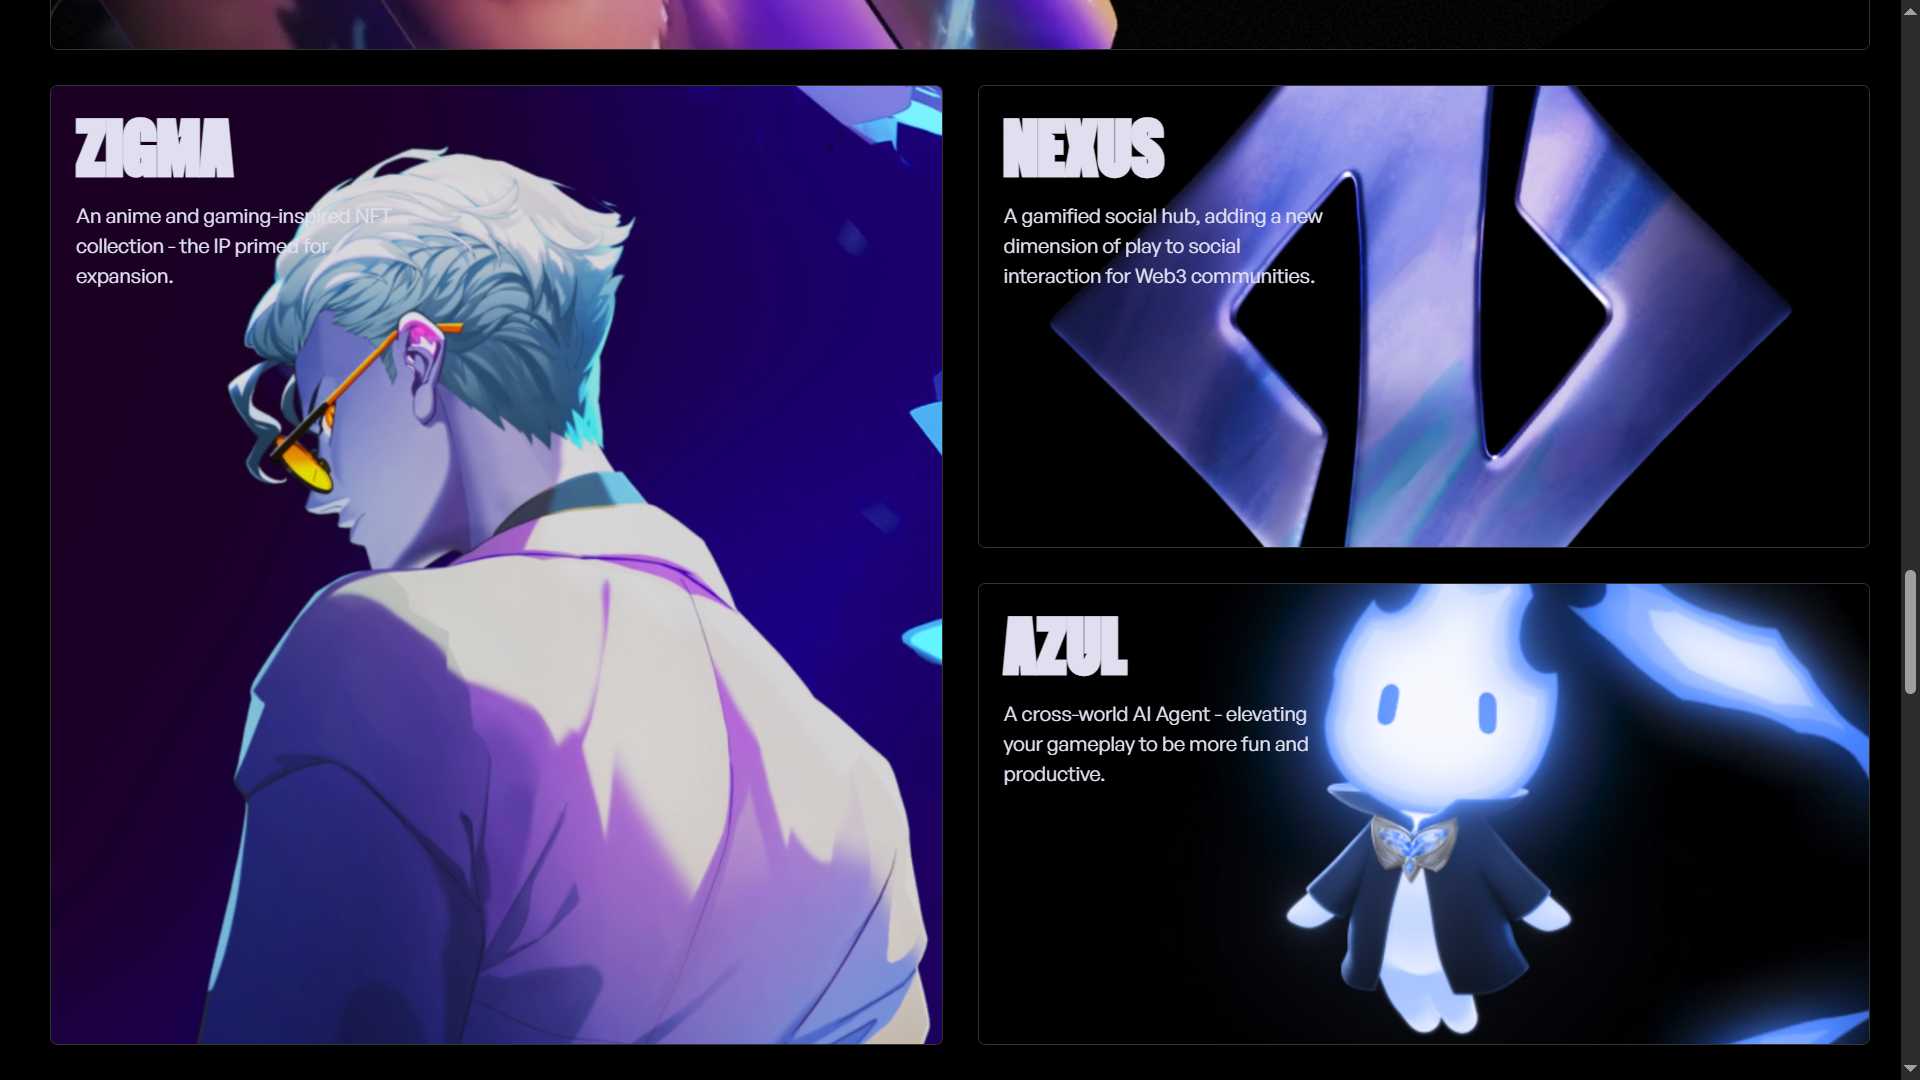 ZIGMA
An anime and gaming-inspired NFT
collection - the IP primed for
expansion.
NEXUS
A gamified social hub, adding a new
dimension of play to social
interaction for Web3 communities.
AZUL
A cross-world AI Agent - elevating
your gameplay to be more fun and
productive.